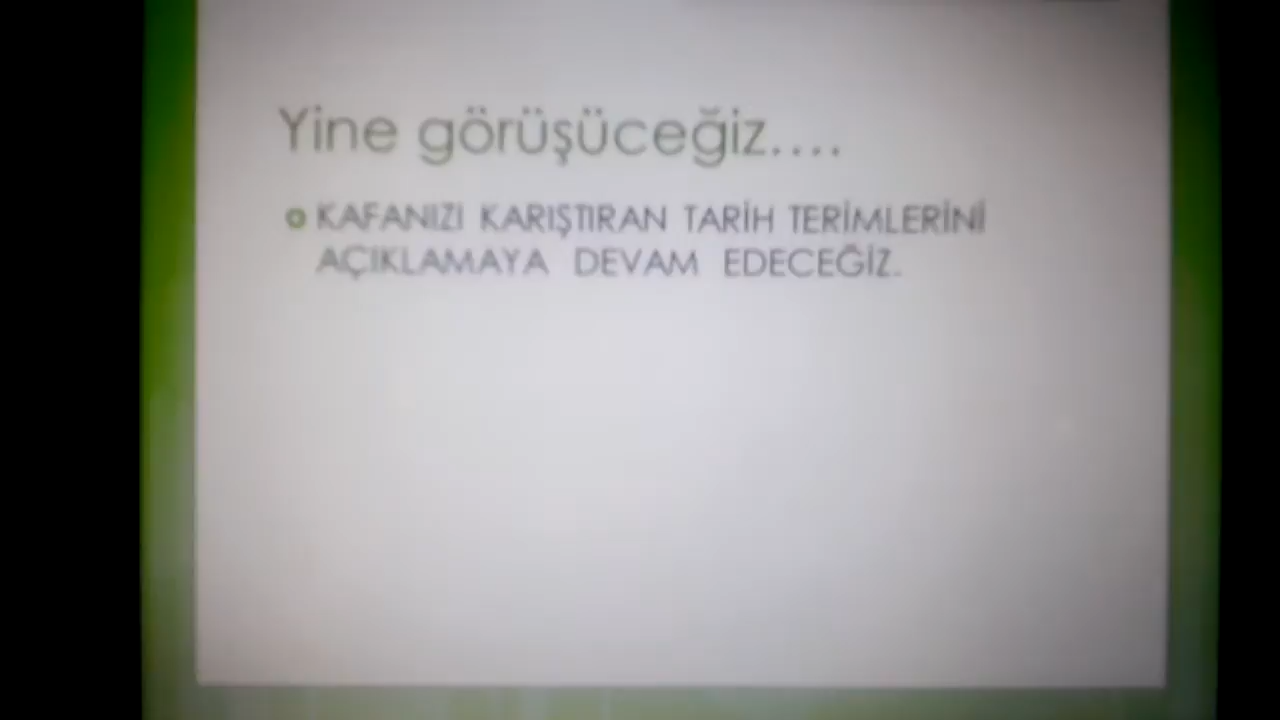 Yine görüşüceğiz....
KAFANIZI KARIŞTIRAN TARİH TERİMLERİNİ
AÇIKLAMAYA DEVAM EDECEĞİZ.